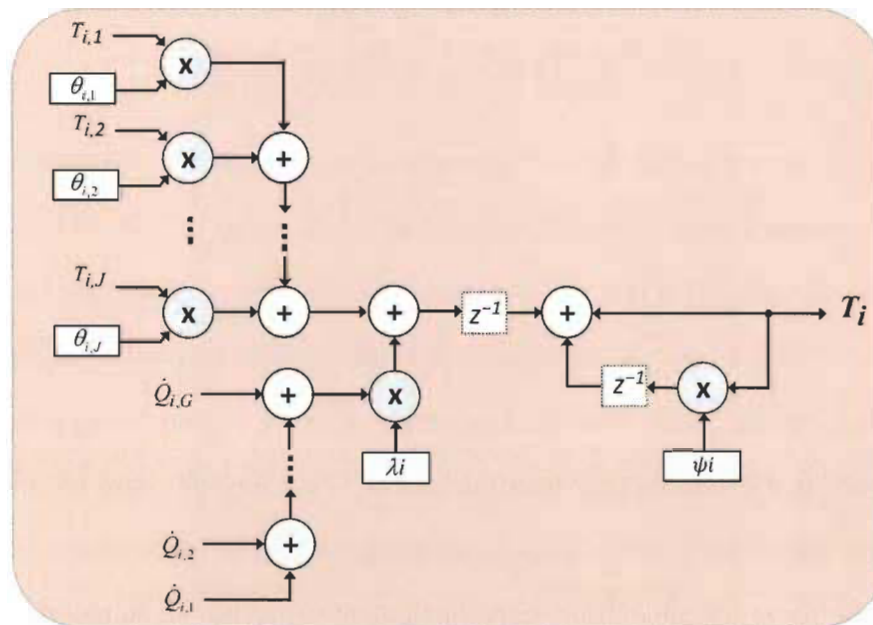 T_{i,1}
x
θ_{i,1}
T_{i,2}
x
+
θ_{i,2}
T_{i,J}
x
+
+
z^{-1}
+
T_i
θ_{i,J}
Q̇_{i,G}
+
x
z^{-1}
x
λi
ψi
Q̇_{i,2}
+
Q̇_{i,1}